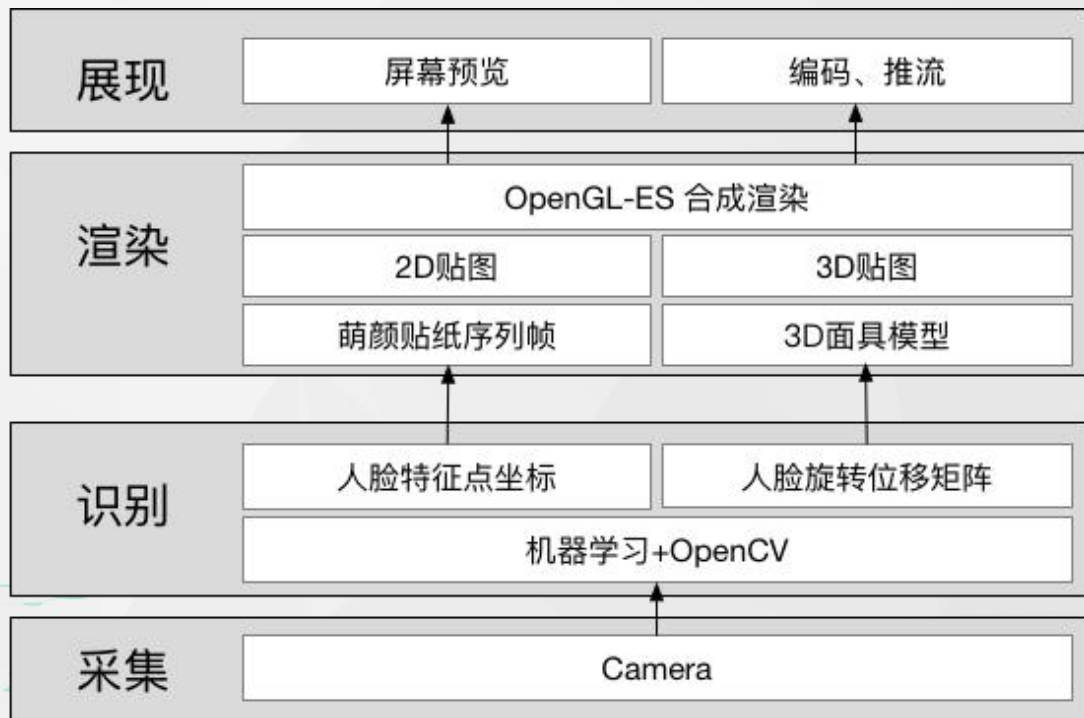 展现
屏幕预览
编码、推流
渲染
OpenGL-ES 合成渲染
2D贴图
3D贴图
萌颜贴纸序列帧
3D面具模型
识别
人脸特征点坐标
人脸旋转位移矩阵
机器学习+OpenCV
采集
Camera